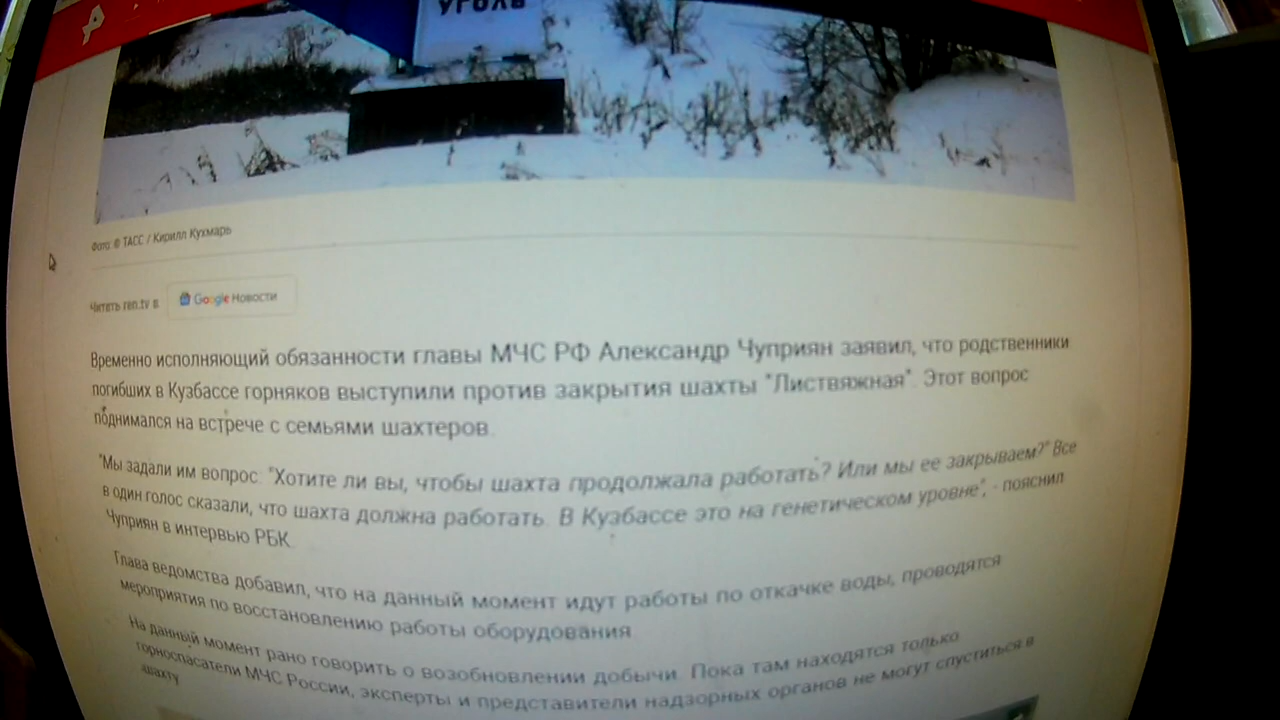 УГОЛЬ
Фото: © ТАСС / Кирилл Кухмарь
Читать ren.tv в
Google Новости
Временно исполняющий обязанности главы МЧС РФ Александр Чуприян заявил, что родственники
погибших в Кузбассе горняков выступили против закрытия шахты "Листвяжная". Этот вопрос
поднимался на встрече с семьями шахтеров.
"Мы задали им вопрос: "Хотите ли вы, чтобы шахта продолжала работать? Или мы ее закрываем?" Все
в один голос сказали, что шахта должна работать. В Кузбассе это на генетическом уровне", - пояснил
Чуприян в интервью РБК.
Глава ведомства добавил, что на данный момент идут работы по откачке воды, проводятся
мероприятия по восстановлению работы оборудования.
На данный момент рано говорить о возобновлении добычи. Пока там находятся только
горноспасатели МЧС России, эксперты и представители надзорных органов не могут спуститься в
шахту.